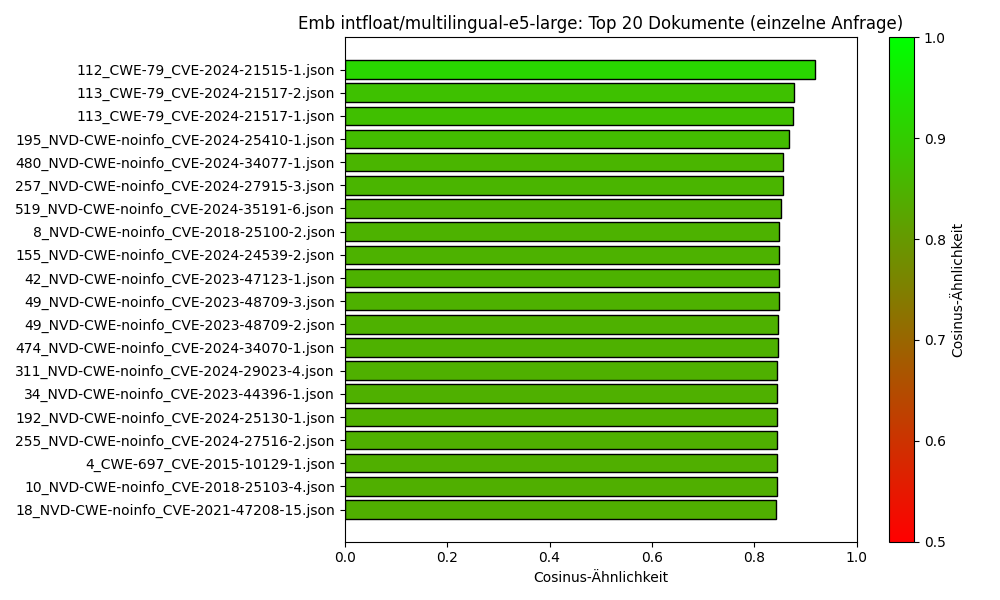 Emb intfloat/multilingual-e5-large: Top 20 Dokumente (einzelne Anfrage)
112_CWE-79_CVE-2024-21515-1.json
113_CWE-79_CVE-2024-21517-2.json
113_CWE-79_CVE-2024-21517-1.json
195_NVD-CWE-noinfo_CVE-2024-25410-1.json
480_NVD-CWE-noinfo_CVE-2024-34077-1.json
257_NVD-CWE-noinfo_CVE-2024-27915-3.json
519_NVD-CWE-noinfo_CVE-2024-35191-6.json
8_NVD-CWE-noinfo_CVE-2018-25100-2.json
155_NVD-CWE-noinfo_CVE-2024-24539-2.json
42_NVD-CWE-noinfo_CVE-2023-47123-1.json
49_NVD-CWE-noinfo_CVE-2023-48709-3.json
49_NVD-CWE-noinfo_CVE-2023-48709-2.json
474_NVD-CWE-noinfo_CVE-2024-34070-1.json
311_NVD-CWE-noinfo_CVE-2024-29023-4.json
34_NVD-CWE-noinfo_CVE-2023-44396-1.json
192_NVD-CWE-noinfo_CVE-2024-25130-1.json
255_NVD-CWE-noinfo_CVE-2024-27516-2.json
4_CWE-697_CVE-2015-10129-1.json
10_NVD-CWE-noinfo_CVE-2018-25103-4.json
18_NVD-CWE-noinfo_CVE-2021-47208-15.json
0.0 0.2 0.4 0.6 0.8 1.0
Cosinus-Ähnlichkeit
1.0
0.9
0.8
0.7
0.6
0.5
Cosinus-Ähnlichkeit